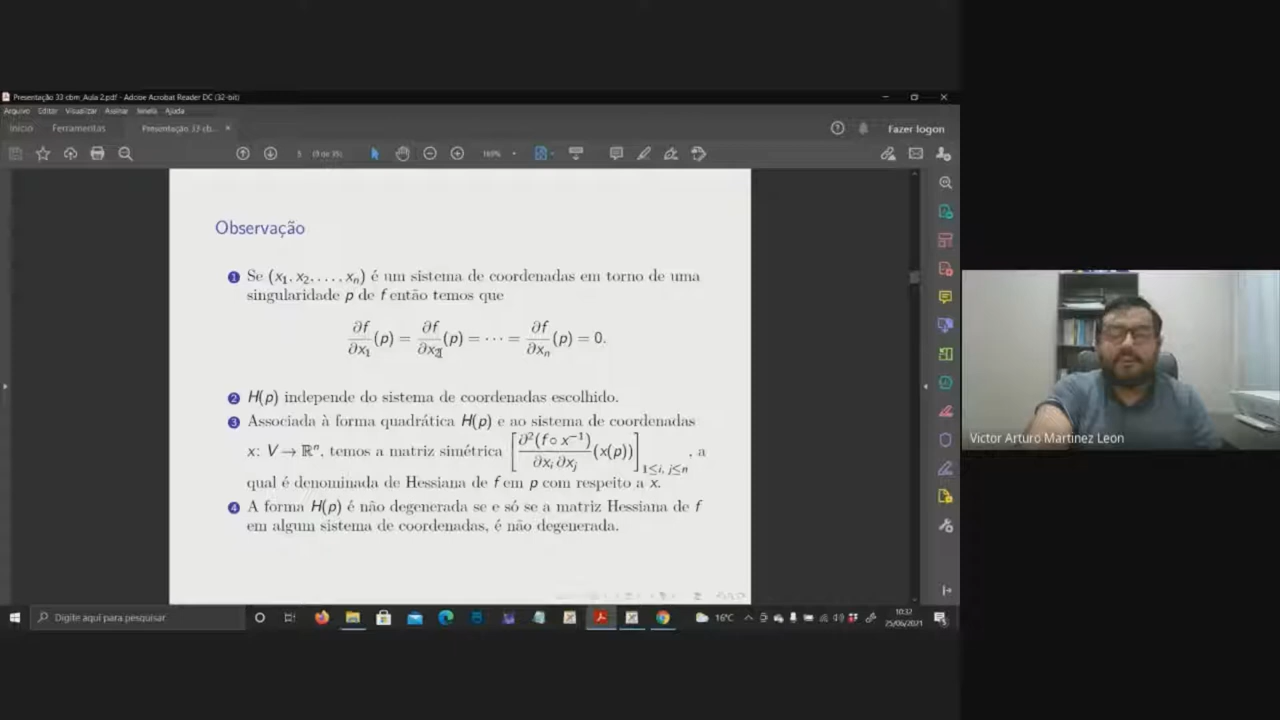 Presentação 33 cbm_Aula 2.pdf - Adobe Acrobat Reader DC (32-bit)
Arquivo Editar Visualizar Assinar Janela Ajuda
Início Ferramentas Presentação 33 cb... × Fazer logon
(9 de 35) 169%
Observação
1 Se (x₁, x₂, . . . , xₙ) é um sistema de coordenadas em torno de uma
singularidade p de f então temos que
∂f/∂x₁ (p) = ∂f/∂x₂ (p) = · · · = ∂f/∂xₙ (p) = 0.
2 H(p) independe do sistema de coordenadas escolhido.
3 Associada à forma quadrática H(p) e ao sistema de coordenadas
x: V → ℝⁿ, temos a matriz simétrica [∂²(f ∘ x⁻¹)/∂xᵢ ∂xⱼ (x(p))]₁≤i, j≤n , a
qual é denominada de Hessiana de f em p com respeito a x.
4 A forma H(p) é não degenerada se e só se a matriz Hessiana de f
em algum sistema de coordenadas, é não degenerada.
Victor Arturo Martinez Leon
Digite aqui para pesquisar 16°C 10:32
25/06/2021